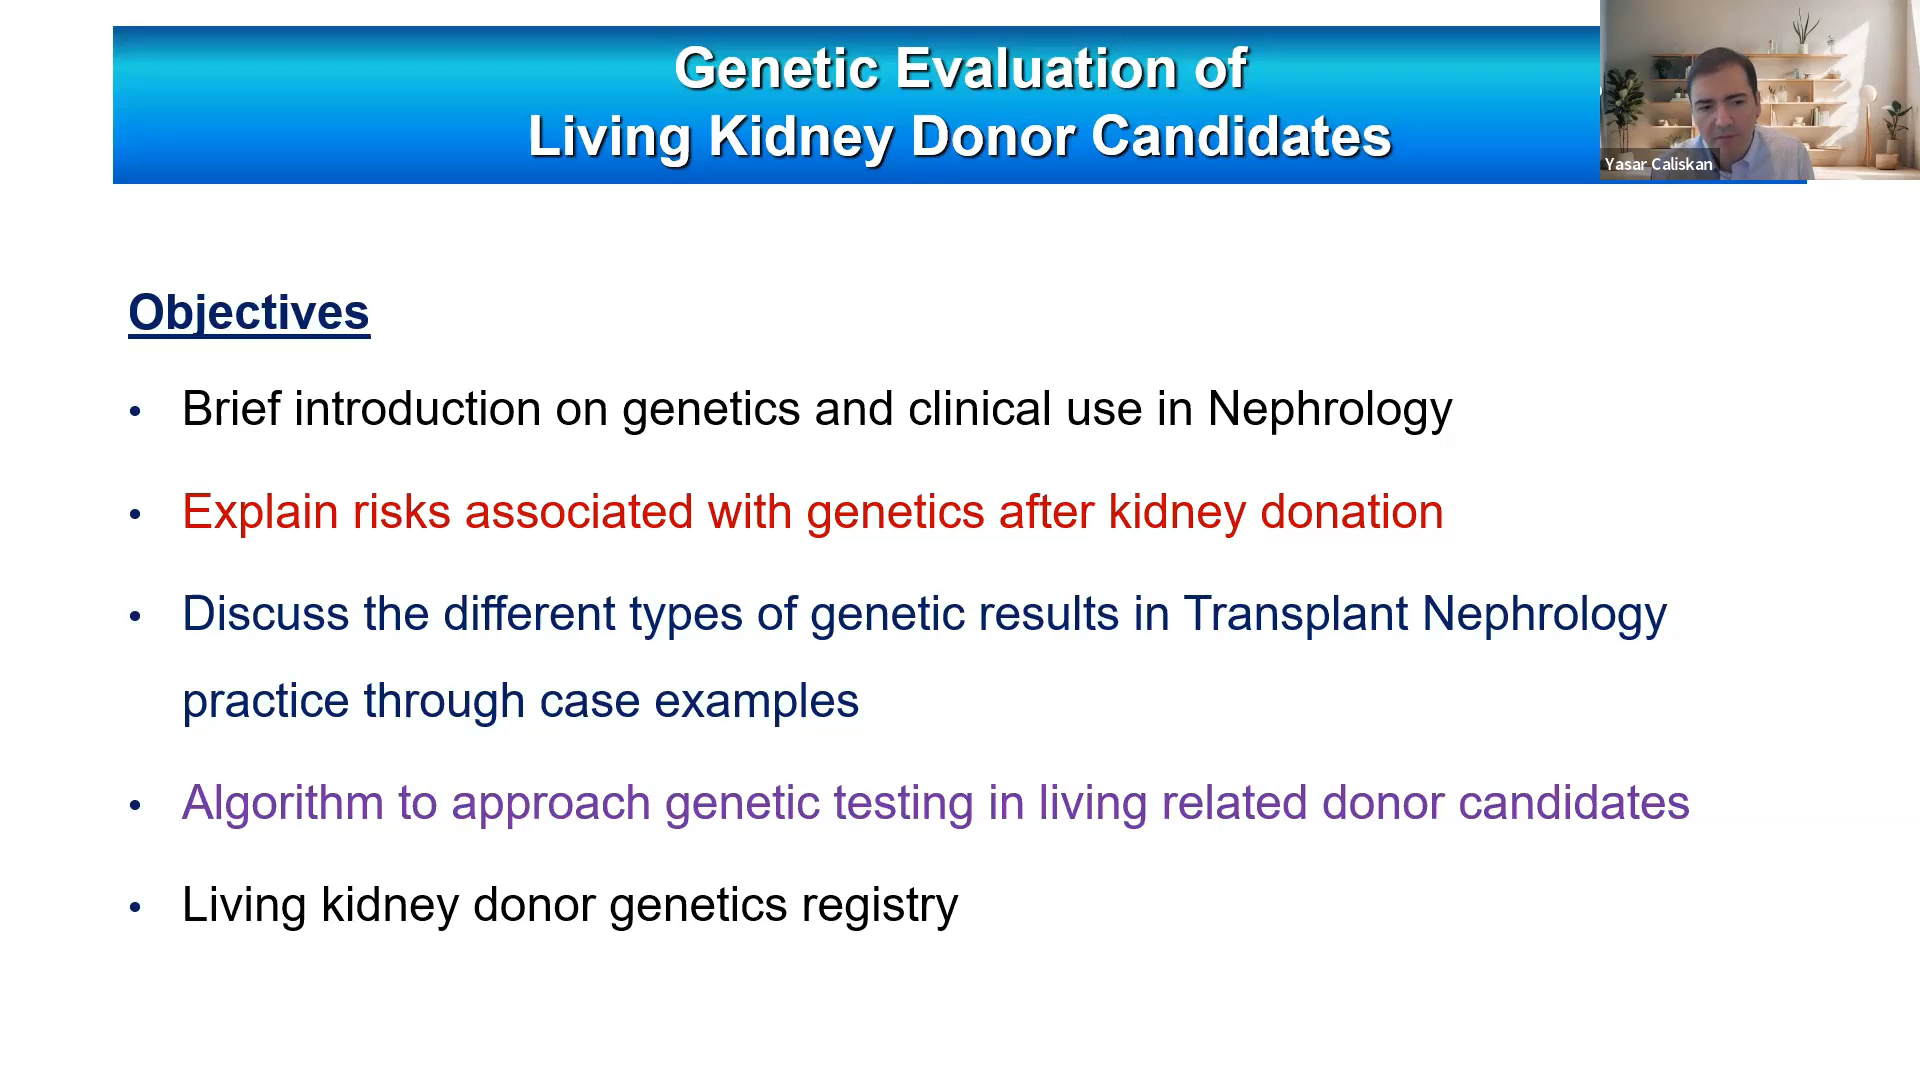 Genetic Evaluation of
Living Kidney Donor Candidates
Yasar Caliskan
Objectives
• Brief introduction on genetics and clinical use in Nephrology
• Explain risks associated with genetics after kidney donation
• Discuss the different types of genetic results in Transplant Nephrology
practice through case examples
• Algorithm to approach genetic testing in living related donor candidates
• Living kidney donor genetics registry